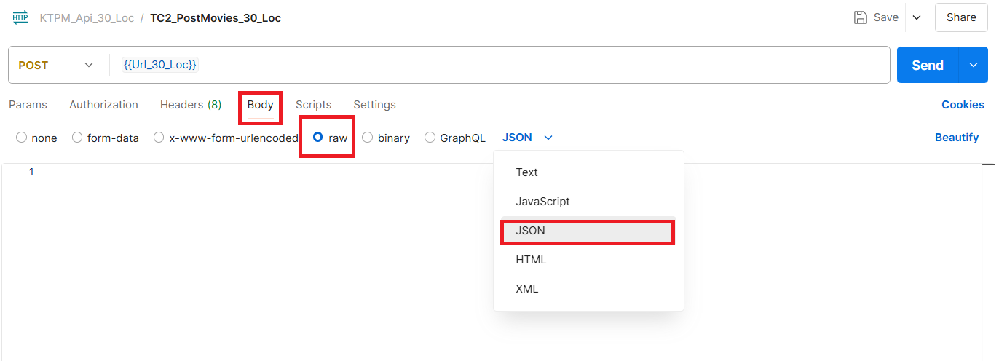 HTTP KTPM_Api_30_Loc / TC2_PostMovies_30_Loc Save Share
POST {{Url_30_Loc}} Send
Params Authorization Headers (8) Body Scripts Settings Cookies
none form-data x-www-form-urlencoded raw binary GraphQL JSON Beautify
1
Text
JavaScript
JSON
HTML
XML